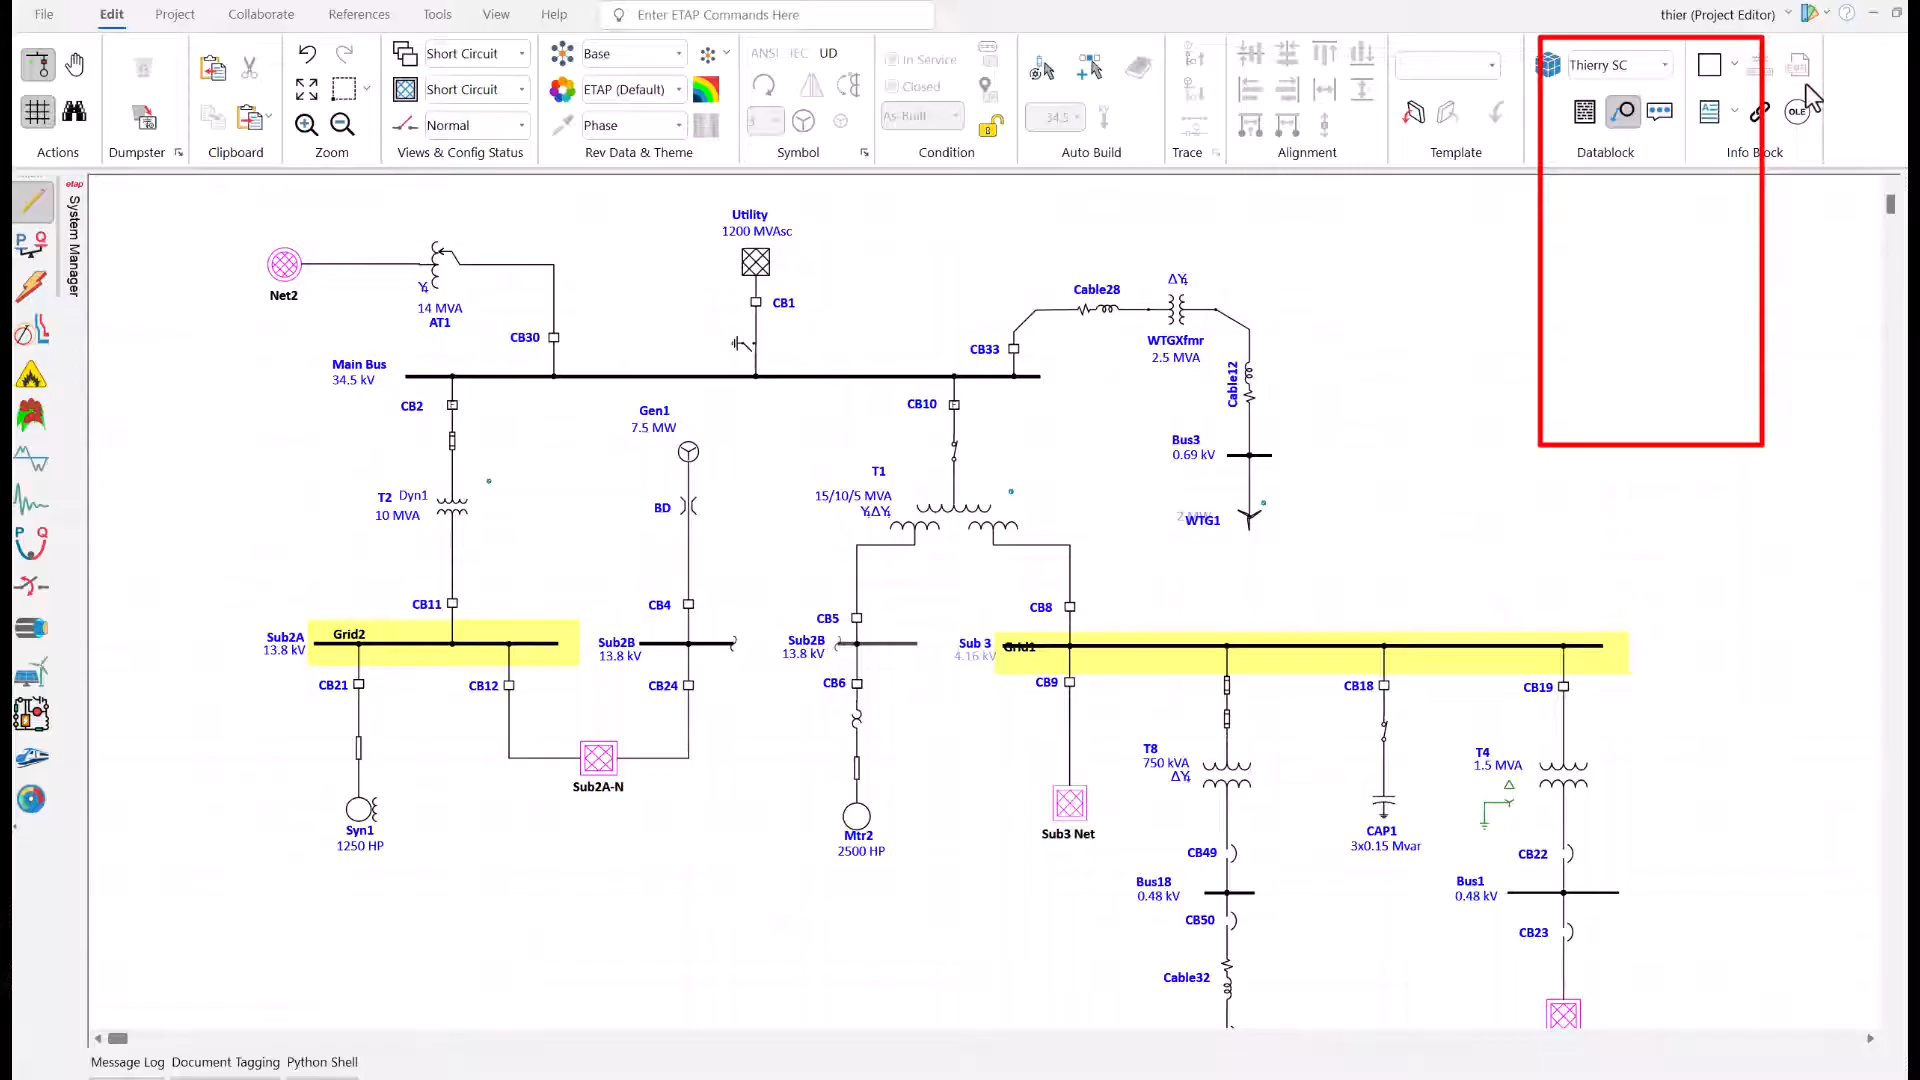 File Edit Project Collaborate References Tools View Help Enter ETAP Commands Here thier (Project Editor)
Short Circuit Base ANSI IEC UD In Service Thierry SC
Short Circuit ETAP (Default) Closed
Normal Phase As-Built 34.5 kV OLE
Actions Dumpster Clipboard Zoom Views & Config Status Rev Data & Theme Symbol Condition Auto Build Trace Alignment Template Datablock Info Block
etap
System Manager
Utility
1200 MVAsc
CB1
Net2
14 MVA
AT1
CB30
Cable28
WTGXfmr
2.5 MVA
CB33
Main Bus
34.5 kV
Cable12
CB2
Gen1
7.5 MW
CB10
Bus3
0.69 kV
T1
15/10/5 MVA
T2 Dyn1
10 MVA
BD
2 MW
WTG1
CB11
CB4
CB5
CB8
Sub2A
13.8 kV
Grid2
Sub2B
13.8 kV
Sub2B
13.8 kV
Sub 3
4.16 kV
Grid1
CB21
CB12
CB24
CB6
CB9
CB18
CB19
T8
750 kVA
T4
1.5 MVA
Sub2A-N
Syn1
1250 HP
Mtr2
2500 HP
Sub3 Net
CAP1
3x0.15 Mvar
CB49
CB22
Bus18
0.48 kV
Bus1
0.48 kV
CB50
CB23
Cable32
Message Log Document Tagging Python Shell